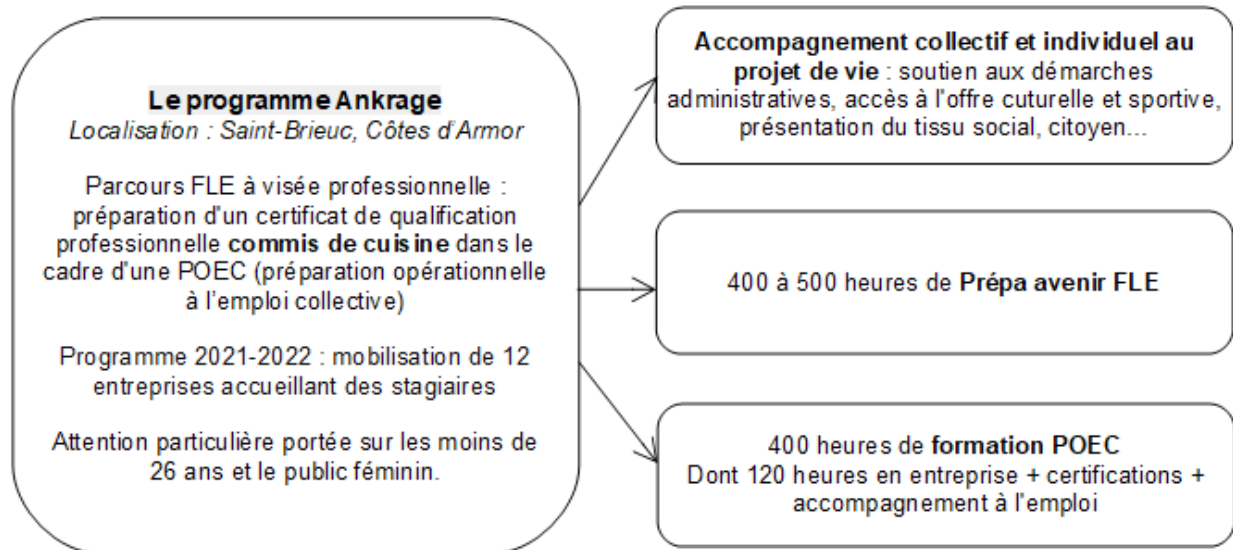 Le programme Ankrage
Localisation : Saint-Brieuc, Côtes d'Armor
Parcours FLE à visée professionnelle :
préparation d'un certificat de qualification
professionnelle commis de cuisine dans le
cadre d'une POEC (préparation opérationnelle
à l'emploi collective)
Programme 2021-2022 : mobilisation de 12
entreprises accueillant des stagiaires
Attention particulière portée sur les moins de
26 ans et le public féminin.
Accompagnement collectif et individuel au
projet de vie : soutien aux démarches
administratives, accès à l'offre cuturelle et sportive,
présentation du tissu social, citoyen...
400 à 500 heures de Prépa avenir FLE
400 heures de formation POEC
Dont 120 heures en entreprise + certifications +
accompagnement à l'emploi